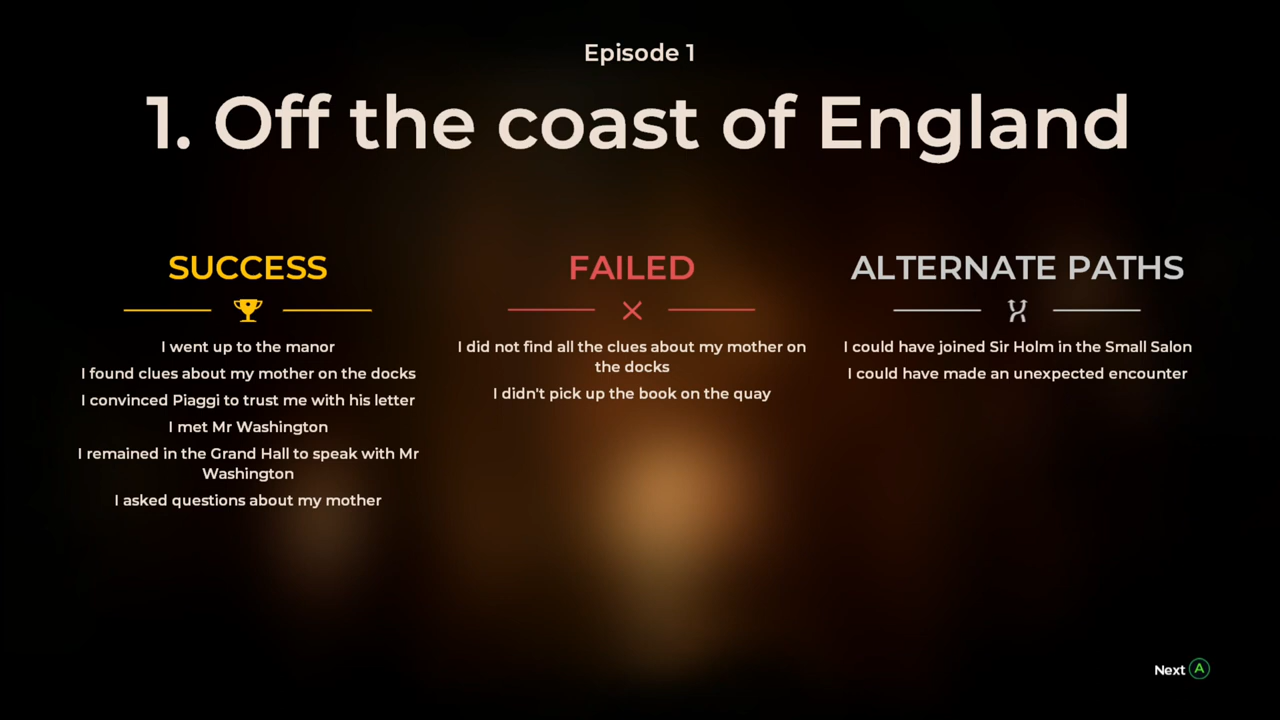 Episode 1
1. Off the coast of England
SUCCESS
I went up to the manor
I found clues about my mother on the docks
I convinced Piaggi to trust me with his letter
I met Mr Washington
I remained in the Grand Hall to speak with Mr
Washington
I asked questions about my mother
FAILED
I did not find all the clues about my mother on
the docks
I didn't pick up the book on the quay
ALTERNATE PATHS
I could have joined Sir Holm in the Small Salon
I could have made an unexpected encounter
Next A